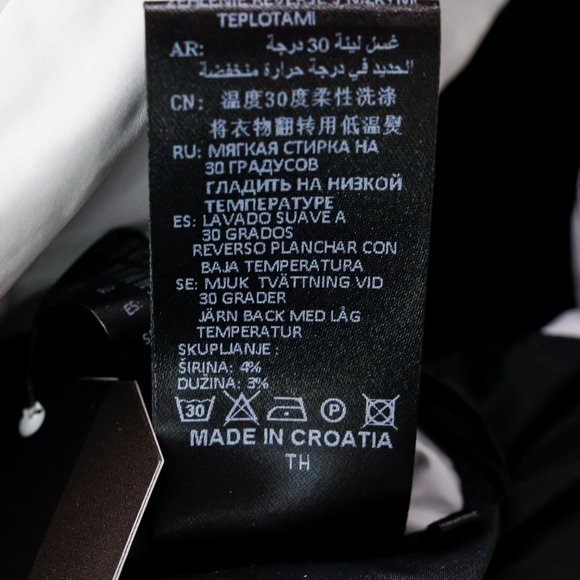 TEPLOTAMI
AR: غسل لينة 30 درجة
الحديد في درجة حرارة منخفضة
CN: 温度30度柔性洗涤
将衣物翻转用低温熨
RU: МЯГКАЯ СТИРКА НА
30 ГРАДУСОВ
ГЛАДИТЬ НА НИЗКОЙ
ТЕМПЕРАТУРЕ
ES: LAVADO SUAVE A
30 GRADOS
REVERSO PLANCHAR CON
BAJA TEMPERATURA
SE: MJUK TVÄTTNING VID
30 GRADER
JÄRN BACK MED LÅG
TEMPERATUR
SKUPLJANJE :
ŠIRINA: 4%
DUŽINA: 3%
30 P
MADE IN CROATIA
TH